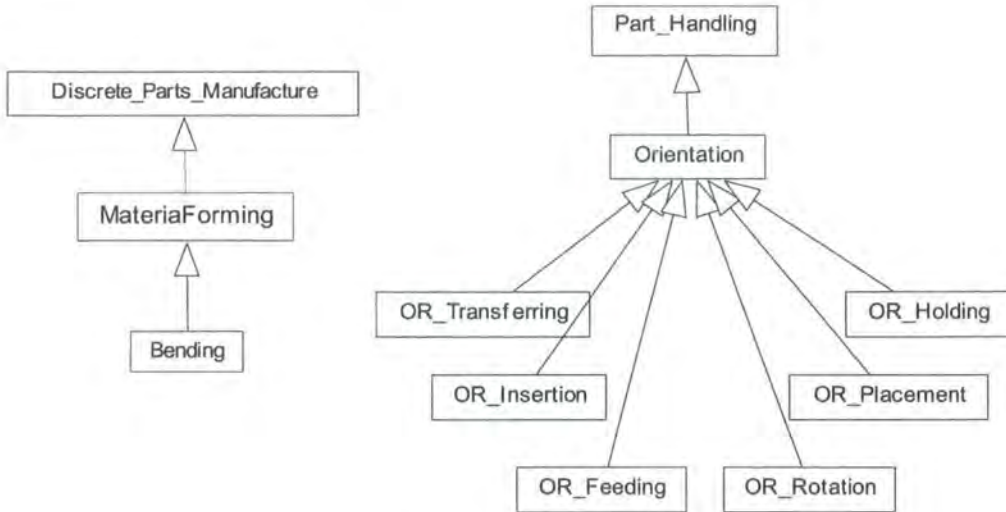 Part_Handling
Discrete_Parts_Manufacture
Orientation
MateriaForming
OR_Transferring
OR_Holding
Bending
OR_Insertion
OR_Placement
OR_Feeding
OR_Rotation